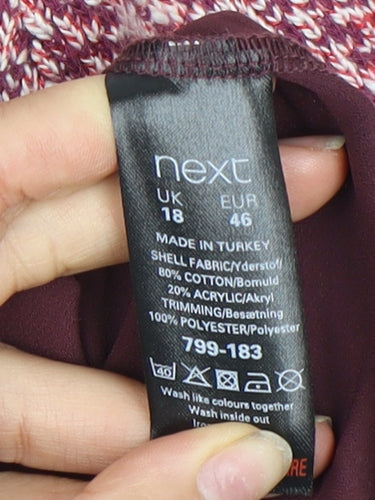 next
UK EUR
18 46
MADE IN TURKEY
SHELL FABRIC/Yderstof/
80% COTTON/Bomuld
20% ACRYLIC/Akryl
TRIMMING/Besætning
100% POLYESTER/Polyester
799-183
40
Wash like colours together
Wash inside out